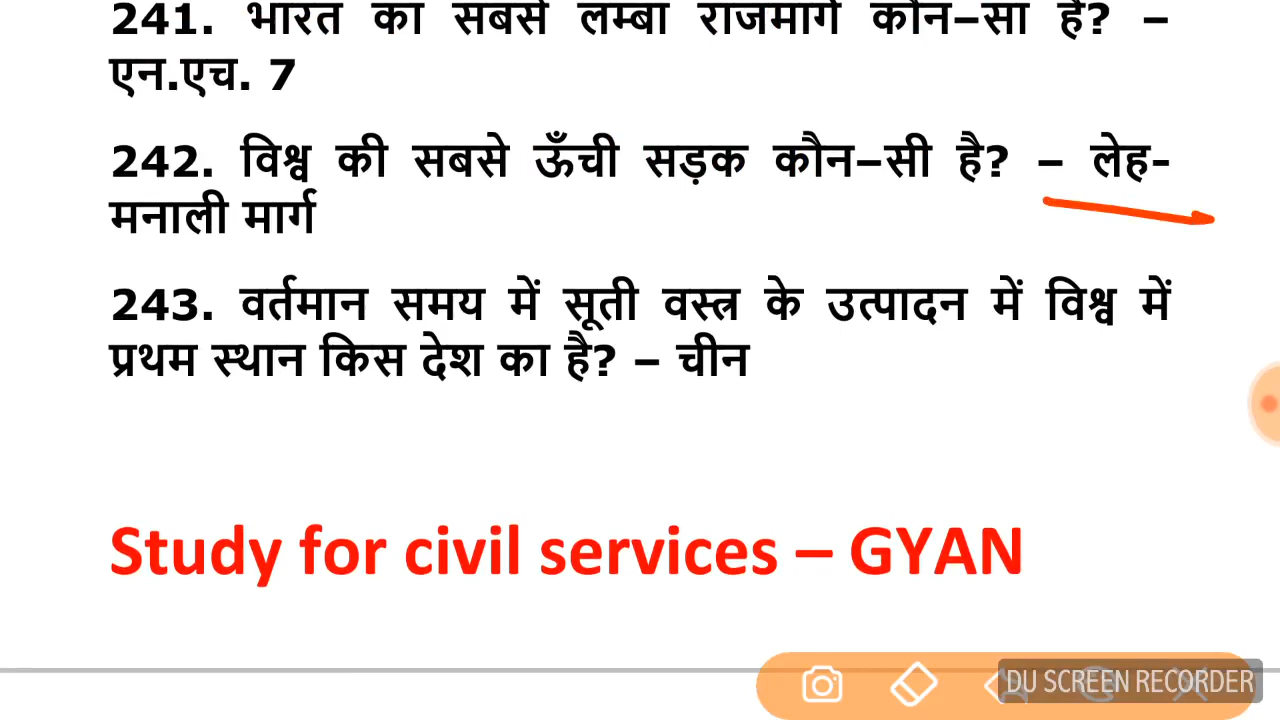 241. भारत का सबसे लम्बा राजमार्ग कौन–सा है? –
एन.एच. 7
242. विश्व की सबसे ऊँची सड़क कौन–सी है? – लेह-
मनाली मार्ग
243. वर्तमान समय में सूती वस्त्र के उत्पादन में विश्व में
प्रथम स्थान किस देश का है? – चीन
Study for civil services – GYAN
DU SCREEN RECORDER